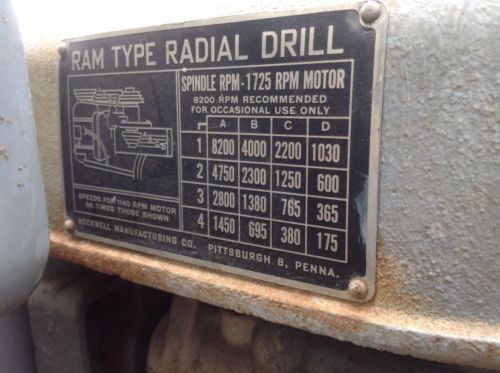 RAM TYPE RADIAL DRILL
SPINDLE RPM-1725 RPM MOTOR
8200 RPM RECOMMENDED
FOR OCCASIONAL USE ONLY
A B C D
1 8200 4000 2200 1030
2 4750 2300 1250 600
3 2800 1380 765 365
4 1450 695 380 175
SPEEDS FOR 1140 RPM MOTOR
.66 TIMES THOSE SHOWN
ROCKWELL MANUFACTURING CO. PITTSBURGH 8, PENNA.